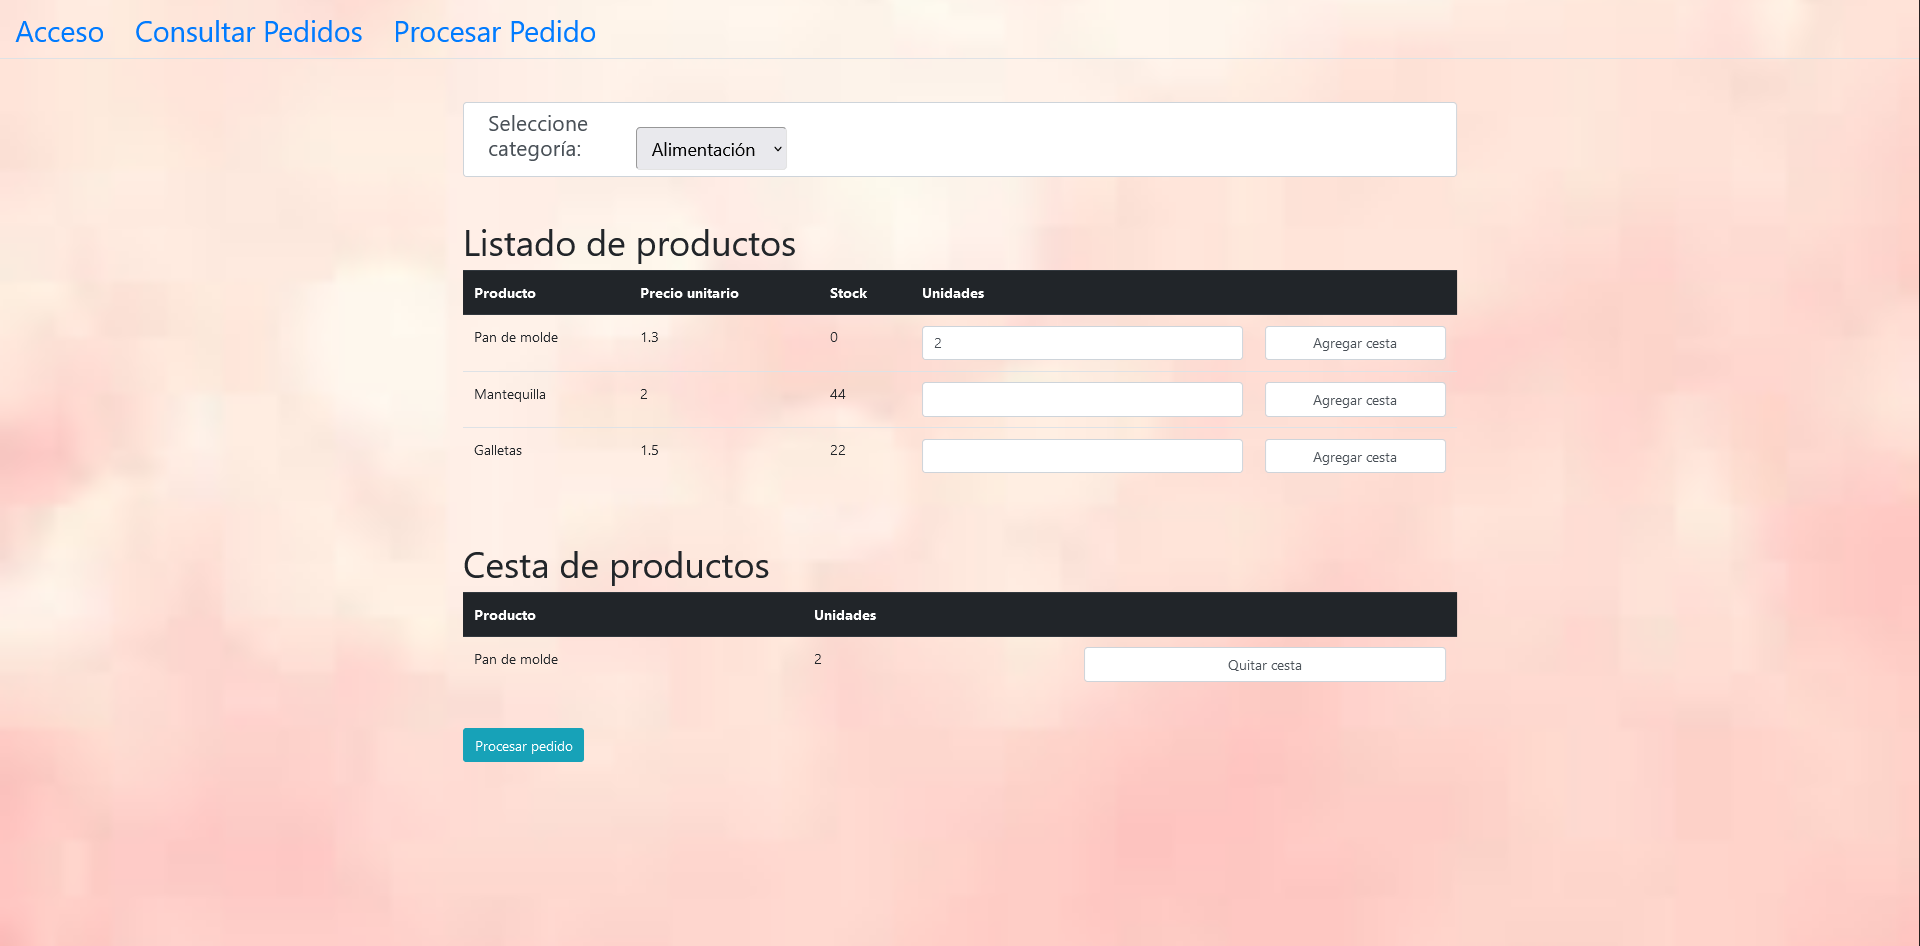 Acceso Consultar Pedidos Procesar Pedido
Seleccione
categoría:
Alimentación
Listado de productos
Producto Precio unitario Stock Unidades
Pan de molde 1.3 0 2 Agregar cesta
Mantequilla 2 44 Agregar cesta
Galletas 1.5 22 Agregar cesta
Cesta de productos
Producto Unidades
Pan de molde 2 Quitar cesta
Procesar pedido